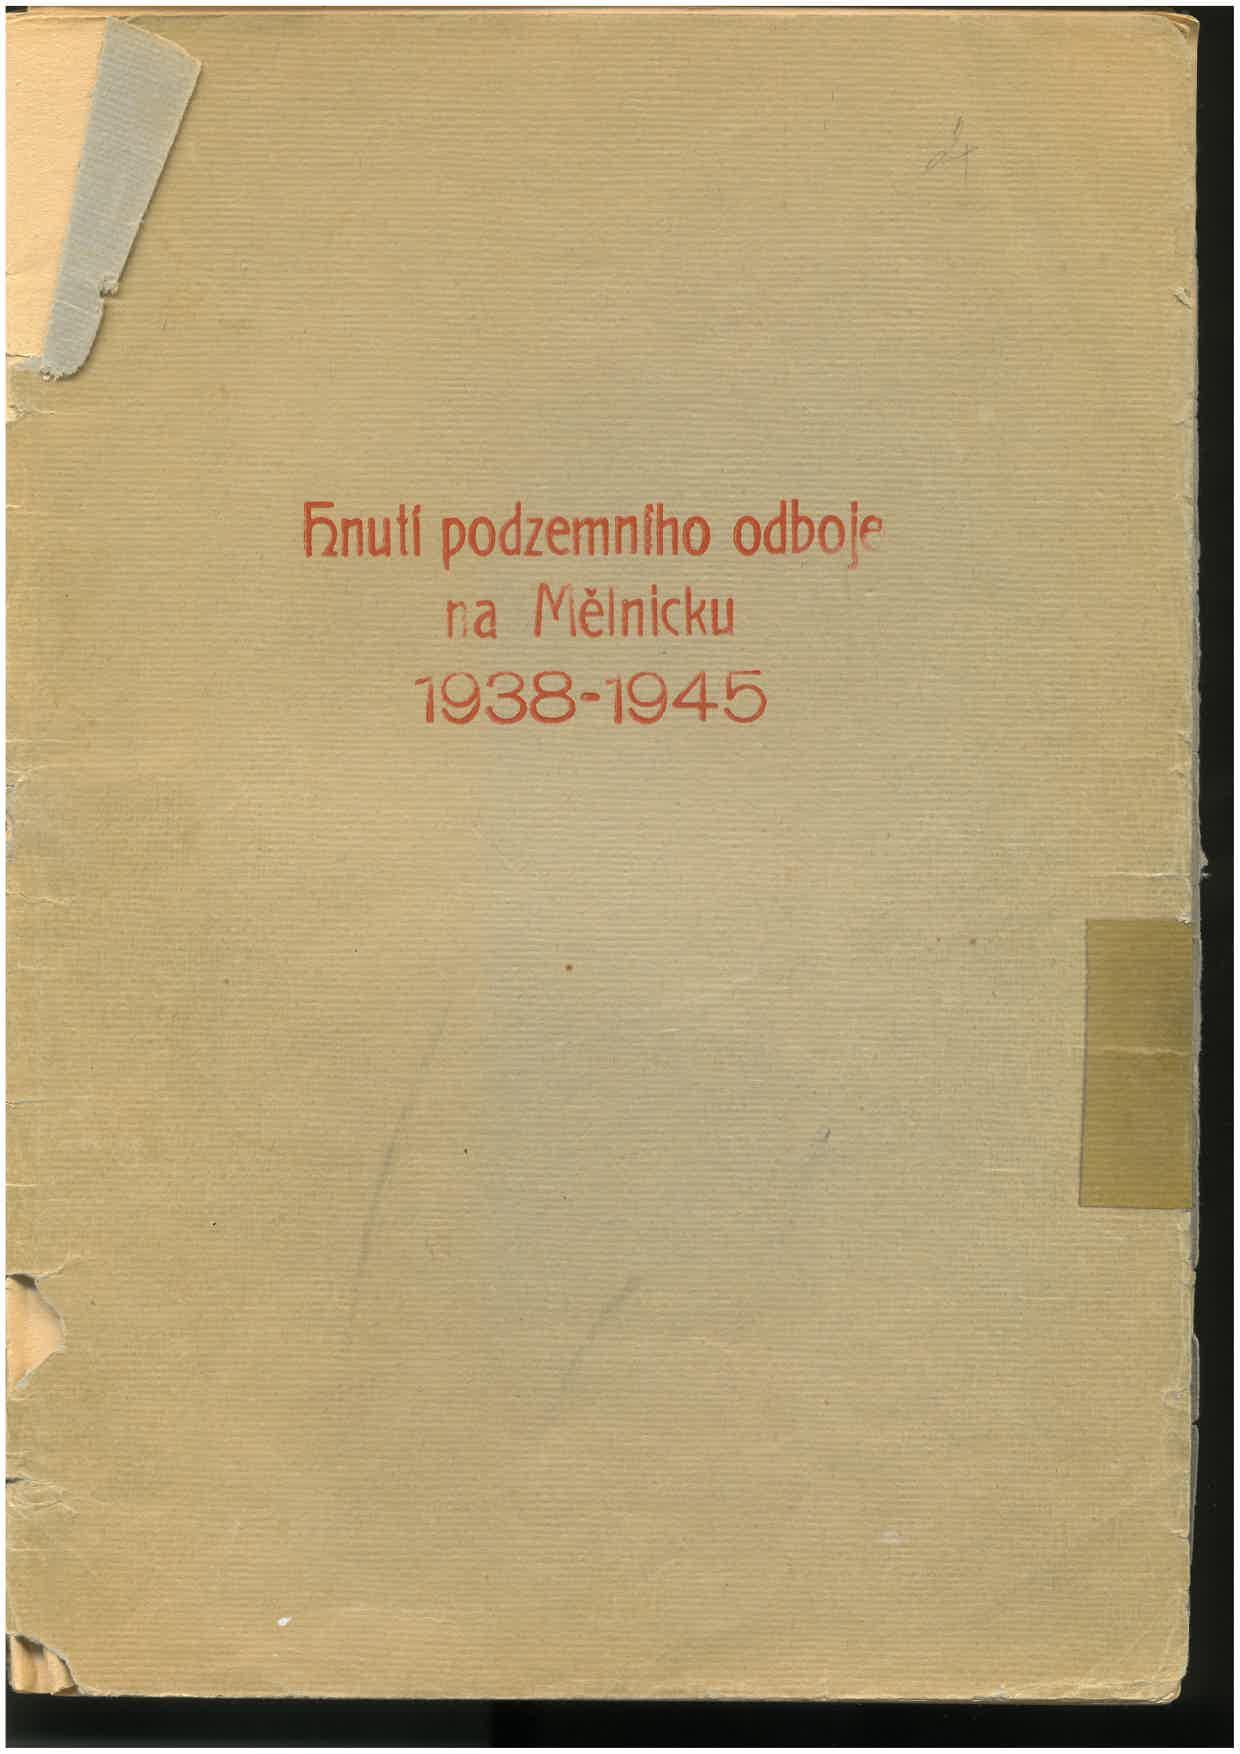 Hnutí podzemního odboje
na Mělnicku
1938-1945